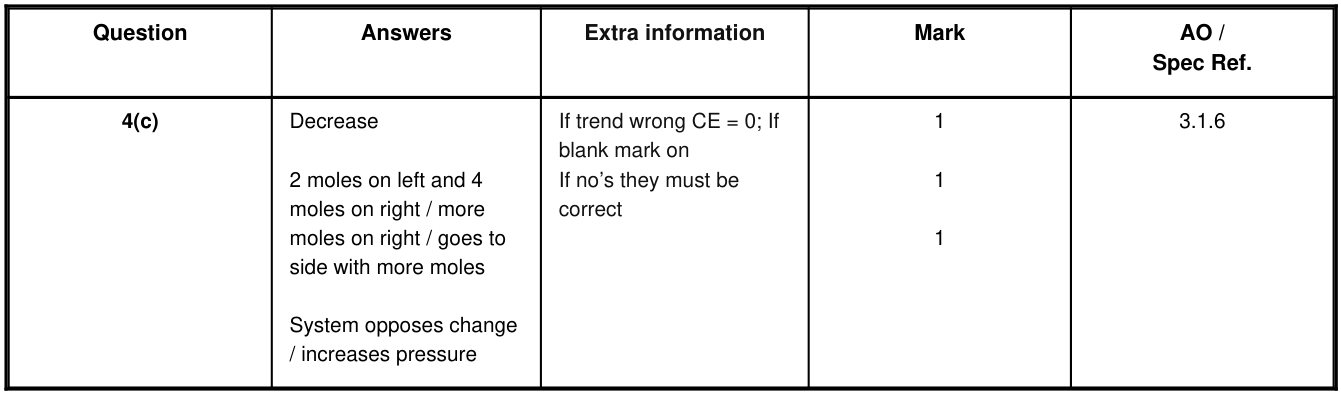 Question Answers Extra information Mark AO /
Spec Ref.
4(c) Decrease If trend wrong CE = 0; If 1 3.1.6
blank mark on
2 moles on left and 4 If no's they must be 1
moles on right / more correct
moles on right / goes to 1
side with more moles
System opposes change
/ increases pressure